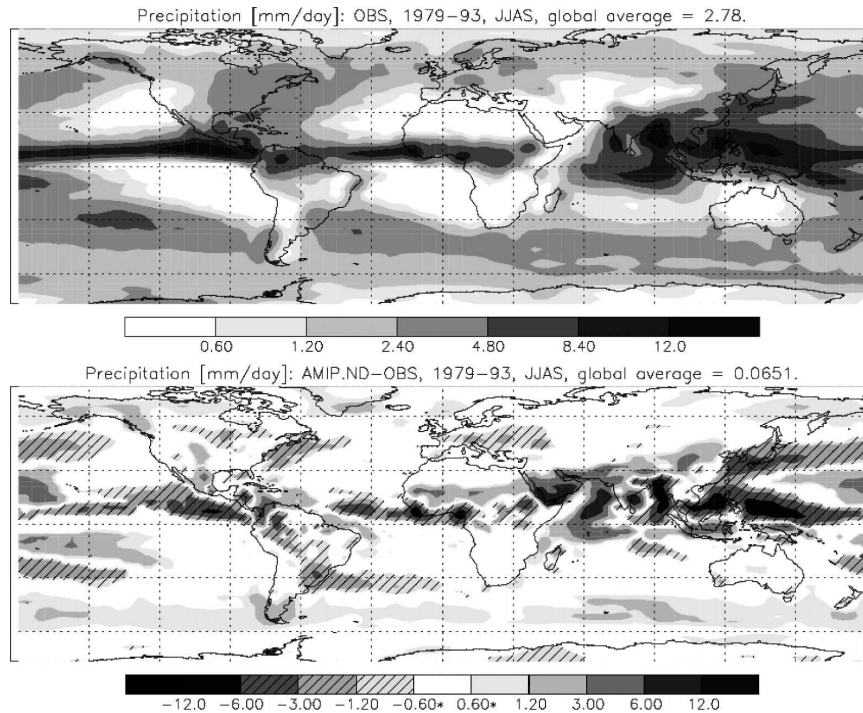 Precipitation [mm/day]: OBS, 1979-93, JJAS, global average = 2.78.
0.60 1.20 2.40 4.80 8.40 12.0
Precipitation [mm/day]: AMIP.ND-OBS, 1979-93, JJAS, global average = 0.0651.
-12.0 -6.00 -3.00 -1.20 -0.60* 0.60* 1.20 3.00 6.00 12.0